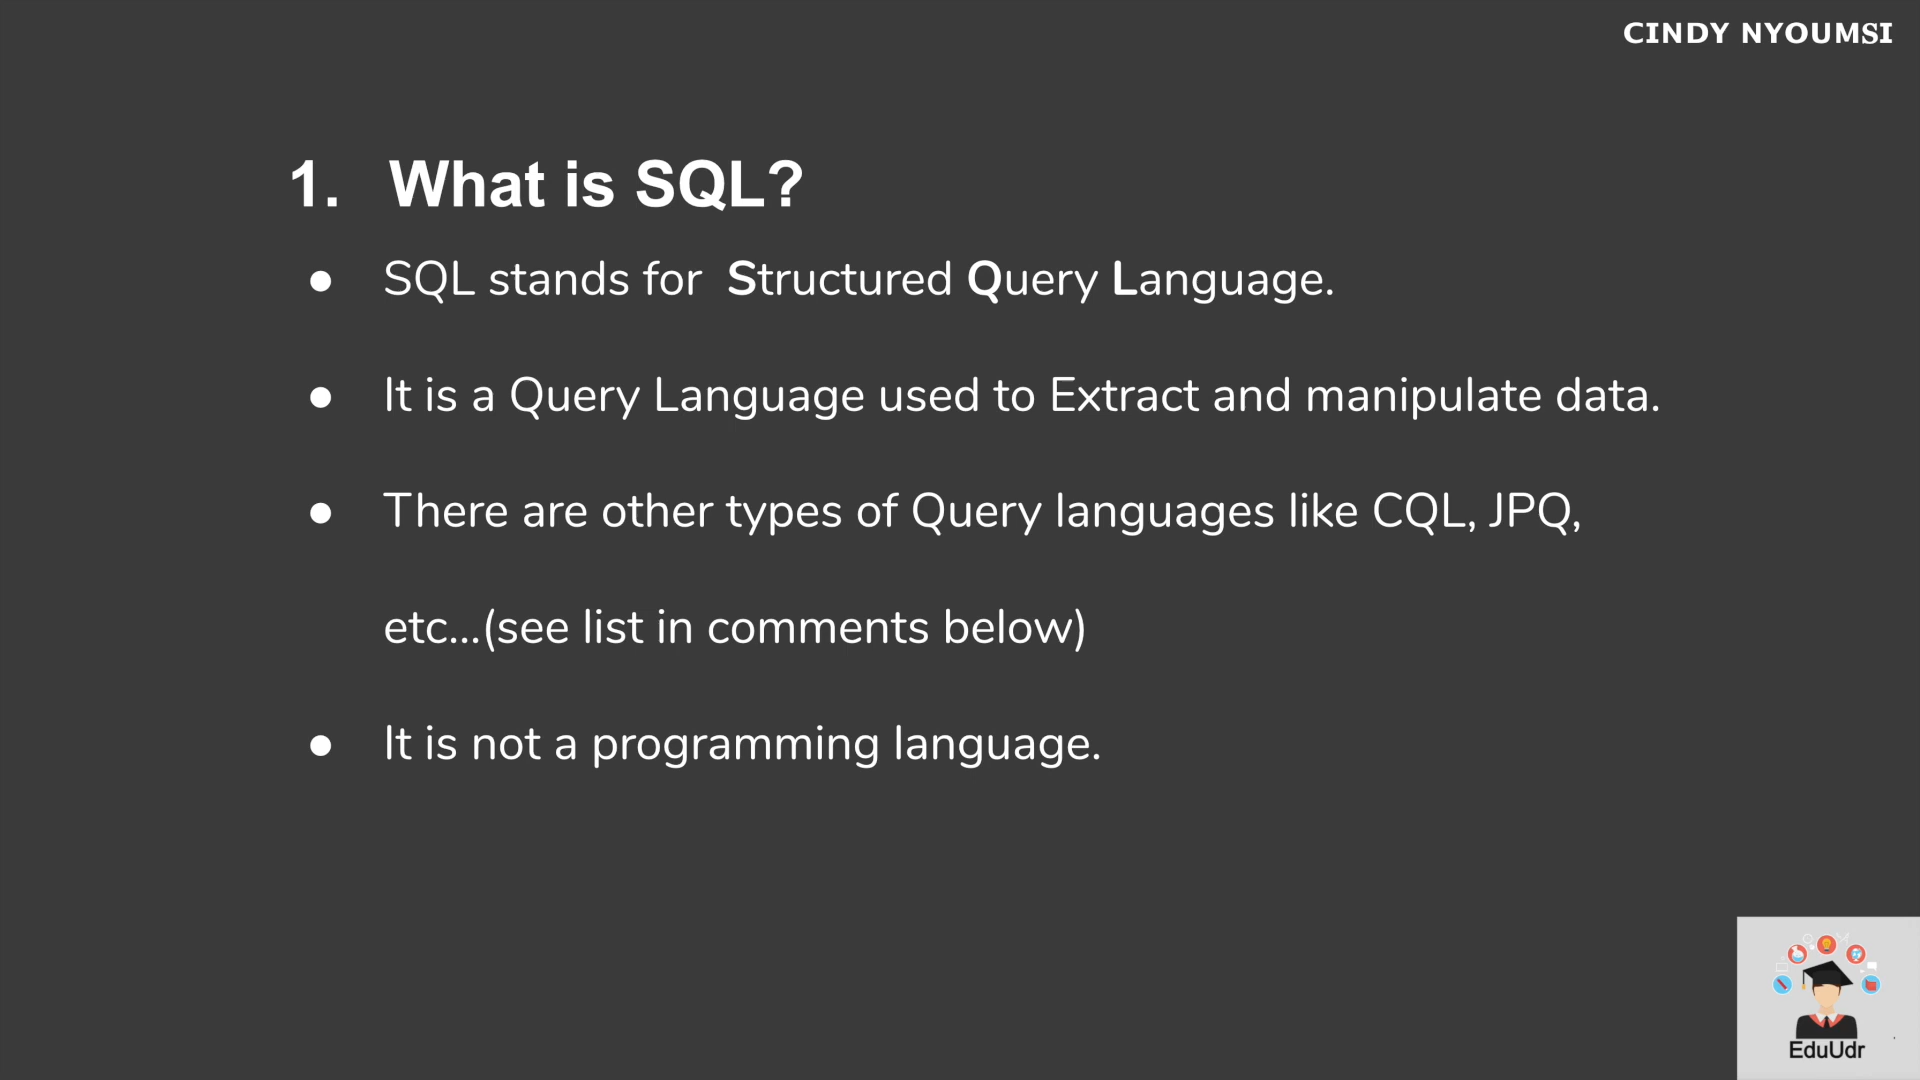 CINDY NYOUMSI
1. What is SQL?
● SQL stands for Structured Query Language.
● It is a Query Language used to Extract and manipulate data.
● There are other types of Query languages like CQL, JPQ,
etc...(see list in comments below)
● It is not a programming language.
EduUdr